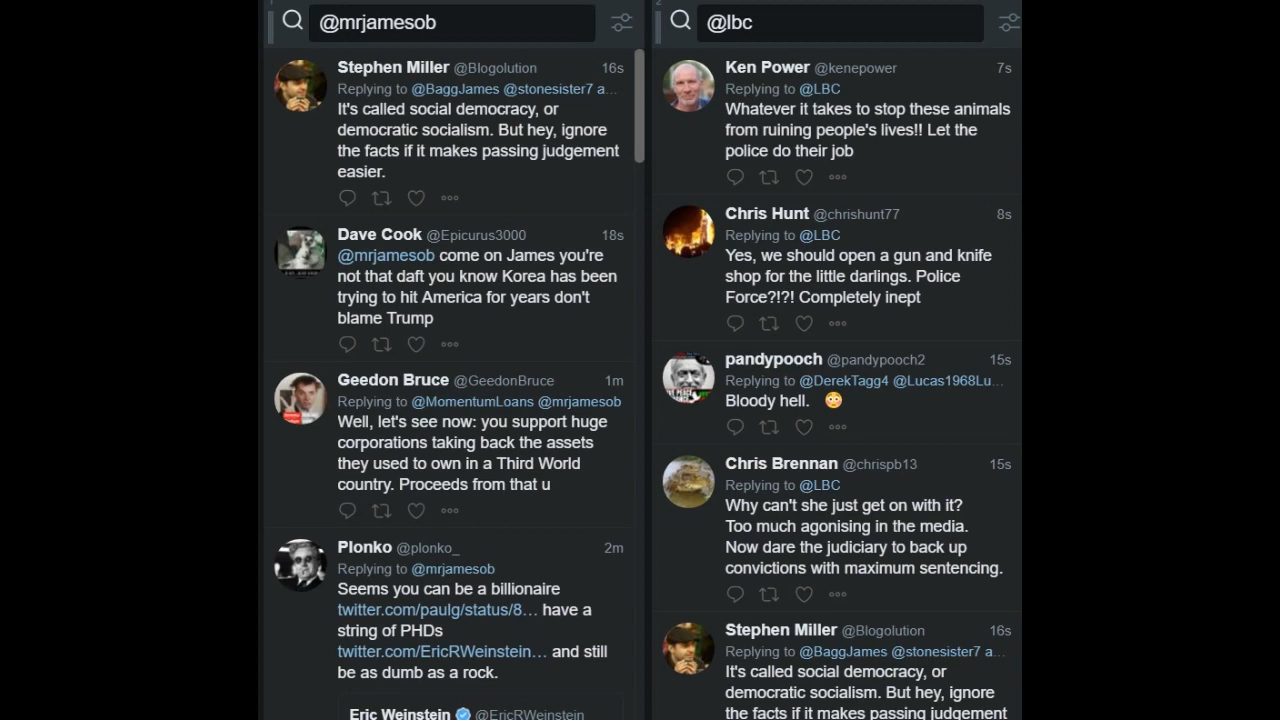 @mrjamesob
Stephen Miller @Blogolution 16s
Replying to @BaggJames @stonesister7 a...
It's called social democracy, or
democratic socialism. But hey, ignore
the facts if it makes passing judgement
easier.
Dave Cook @Epicurus3000 18s
@mrjamesob come on James you're
not that daft you know Korea has been
trying to hit America for years don't
blame Trump
Geedon Bruce @GeedonBruce 1m
Replying to @MomentumLoans @mrjamesob
Well, let's see now: you support huge
corporations taking back the assets
they used to own in a Third World
country. Proceeds from that u
Plonko @plonko_ 2m
Replying to @mrjamesob
Seems you can be a billionaire
twitter.com/paulg/status/8... have a
string of PHDs
twitter.com/EricRWeinstein... and still
be as dumb as a rock.
Eric Weinstein @EricRWeinstein
2
@lbc
Ken Power @kenepower 7s
Replying to @LBC
Whatever it takes to stop these animals
from ruining people's lives!! Let the
police do their job
Chris Hunt @chrishunt77 8s
Replying to @LBC
Yes, we should open a gun and knife
shop for the little darlings. Police
Force?!?! Completely inept
pandypooch @pandypooch2 15s
Replying to @DerekTagg4 @Lucas1968Lu...
Bloody hell. 😳
Chris Brennan @chrispb13 15s
Replying to @LBC
Why can't she just get on with it?
Too much agonising in the media.
Now dare the judiciary to back up
convictions with maximum sentencing.
Stephen Miller @Blogolution 16s
Replying to @BaggJames @stonesister7 a...
It's called social democracy, or
democratic socialism. But hey, ignore
the facts if it makes passing judgement